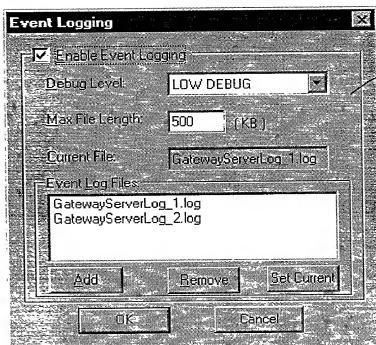 Event Logging
Enable Event Logging
Debug Level: LOW DEBUG
Max File Length: 500 (KB)
Current File: GatewayServerLog_1.log
Event Log Files:
GatewayServerLog_1.log
GatewayServerLog_2.log
Add Remove Set Current
OK Cancel